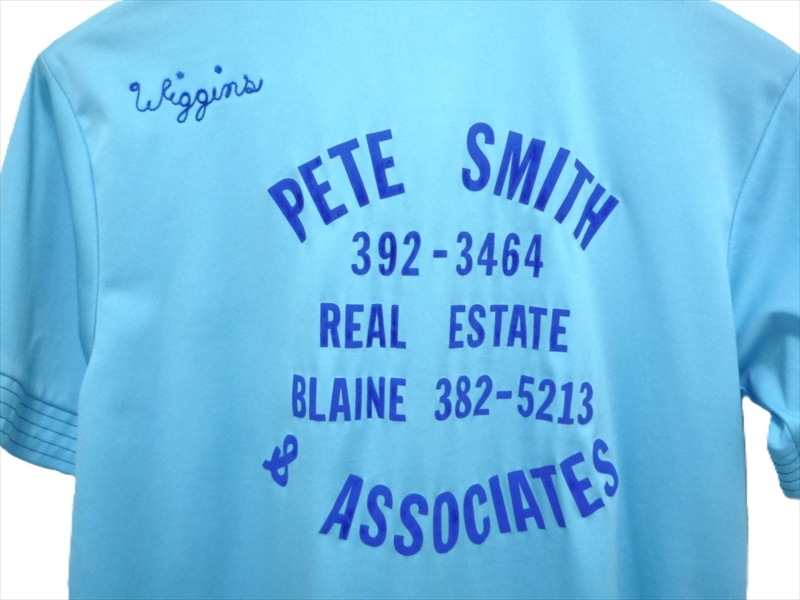 Wiggins
PETE SMITH
392-3464
REAL ESTATE
BLAINE 382-5213
& ASSOCIATES